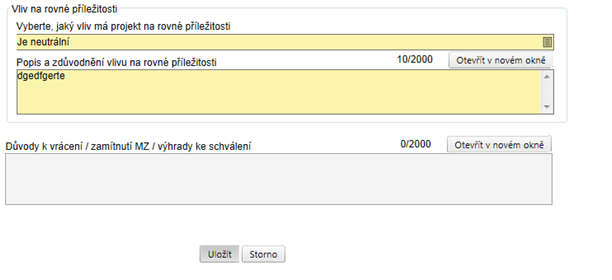 Vliv na rovné příležitosti
Vyberte, jaký vliv má projekt na rovné příležitosti
Je neutrální
Popis a zdůvodnění vlivu na rovné příležitosti 10/2000 Otevřít v novém okně
dgedfgerte
Důvody k vrácení / zamítnutí MZ / výhrady ke schválení 0/2000 Otevřít v novém okně
Uložit Storno